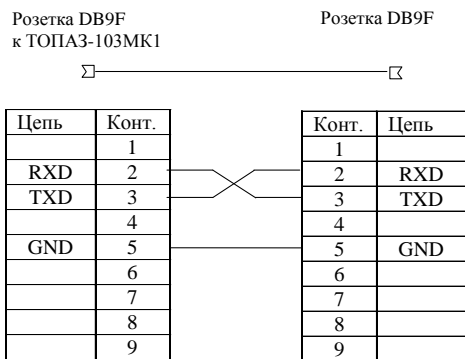 Розетка DB9F
к ТОПАЗ-103МК1
Розетка DB9F
Цепь Конт.
1
RXD 2
TXD 3
4
GND 5
6
7
8
9
Конт. Цепь
1
2 RXD
3 TXD
4
5 GND
6
7
8
9